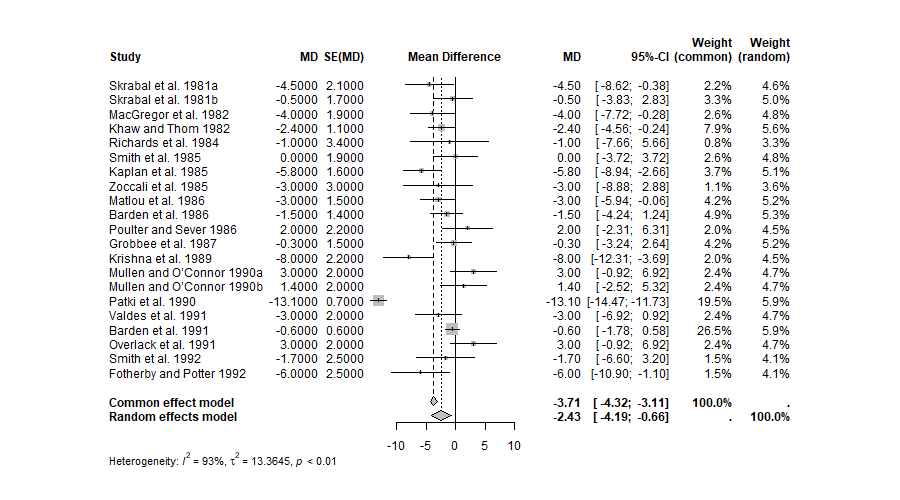 Weight Weight
Study MD SE(MD) Mean Difference MD 95%-CI (common) (random)
Skrabal et al. 1981a -4.5000 2.1000 -4.50 [ -8.62; -0.38] 2.2% 4.6%
Skrabal et al. 1981b -0.5000 1.7000 -0.50 [ -3.83; 2.83] 3.3% 5.0%
MacGregor et al. 1982 -4.0000 1.9000 -4.00 [ -7.72; -0.28] 2.6% 4.8%
Khaw and Thom 1982 -2.4000 1.1000 -2.40 [ -4.56; -0.24] 7.9% 5.6%
Richards et al. 1984 -1.0000 3.4000 -1.00 [ -7.66; 5.66] 0.8% 3.3%
Smith et al. 1985 0.0000 1.9000 0.00 [ -3.72; 3.72] 2.6% 4.8%
Kaplan et al. 1985 -5.8000 1.6000 -5.80 [ -8.94; -2.66] 3.7% 5.1%
Zoccali et al. 1985 -3.0000 3.0000 -3.00 [ -8.88; 2.88] 1.1% 3.6%
Matlou et al. 1986 -3.0000 1.5000 -3.00 [ -5.94; -0.06] 4.2% 5.2%
Barden et al. 1986 -1.5000 1.4000 -1.50 [ -4.24; 1.24] 4.9% 5.3%
Poulter and Sever 1986 2.0000 2.2000 2.00 [ -2.31; 6.31] 2.0% 4.5%
Grobbee et al. 1987 -0.3000 1.5000 -0.30 [ -3.24; 2.64] 4.2% 5.2%
Krishna et al. 1989 -8.0000 2.2000 -8.00 [-12.31; -3.69] 2.0% 4.5%
Mullen and O'Connor 1990a 3.0000 2.0000 3.00 [ -0.92; 6.92] 2.4% 4.7%
Mullen and O'Connor 1990b 1.4000 2.0000 1.40 [ -2.52; 5.32] 2.4% 4.7%
Patki et al. 1990 -13.1000 0.7000 -13.10 [-14.47; -11.73] 19.5% 5.9%
Valdes et al. 1991 -3.0000 2.0000 -3.00 [ -6.92; 0.92] 2.4% 4.7%
Barden et al. 1991 -0.6000 0.6000 -0.60 [ -1.78; 0.58] 26.5% 5.9%
Overlack et al. 1991 3.0000 2.0000 3.00 [ -0.92; 6.92] 2.4% 4.7%
Smith et al. 1992 -1.7000 2.5000 -1.70 [ -6.60; 3.20] 1.5% 4.1%
Fotherby and Potter 1992 -6.0000 2.5000 -6.00 [-10.90; -1.10] 1.5% 4.1%
Common effect model -3.71 [ -4.32; -3.11] 100.0% .
Random effects model -2.43 [ -4.19; -0.66] . 100.0%
-10 -5 0 5 10
Heterogeneity: I² = 93%, τ² = 13.3645, p < 0.01